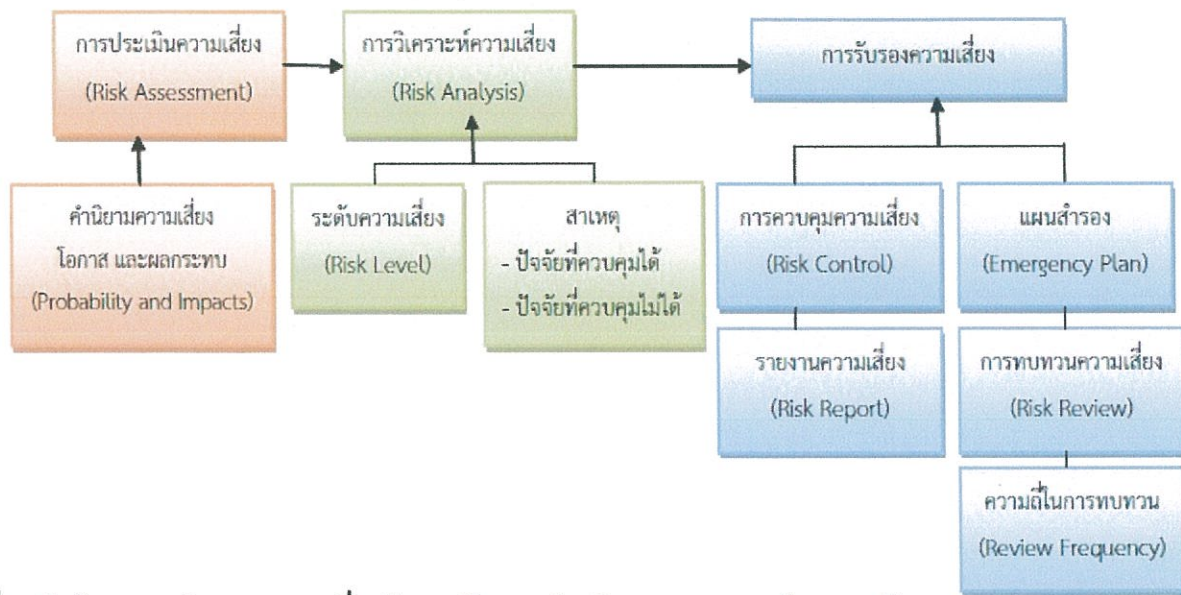 การประเมินความเสี่ยง
(Risk Assessment)
การวิเคราะห์ความเสี่ยง
(Risk Analysis)
การรับรองความเสี่ยง
คำนิยามความเสี่ยง
โอกาส และผลกระทบ
(Probability and Impacts)
ระดับความเสี่ยง
(Risk Level)
สาเหตุ
- ปัจจัยที่ควบคุมได้
- ปัจจัยที่ควบคุมไม่ได้
การควบคุมความเสี่ยง
(Risk Control)
แผนสำรอง
(Emergency Plan)
รายงานความเสี่ยง
(Risk Report)
การทบทวนความเสี่ยง
(Risk Review)
ความถี่ในการทบทวน
(Review Frequency)